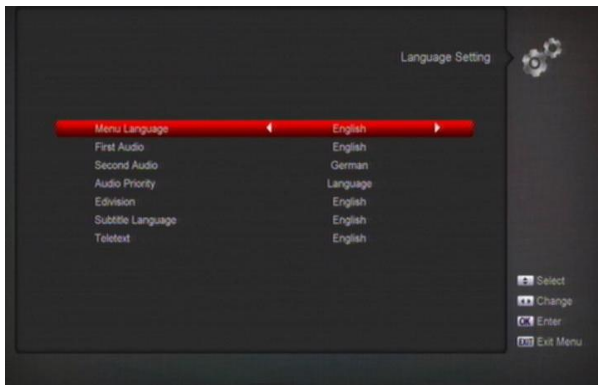 Language Setting
Menu Language English
First Audio English
Second Audio German
Audio Priority Language
Edivision English
Subtitle Language English
Teletext English
Select
Change
OK Enter
EXIT Exit Menu